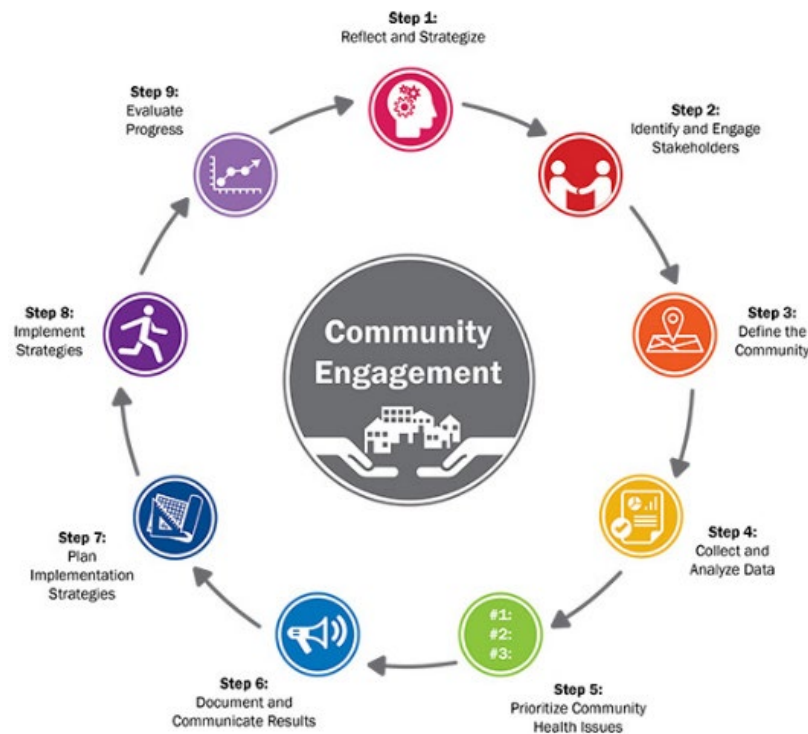 Step 1:
Reflect and Strategize
Step 2:
Identify and Engage
Stakeholders
Step 3:
Define the
Community
Step 4:
Collect and
Analyze Data
#1:
#2:
#3:
Step 5:
Prioritize Community
Health Issues
Step 6:
Document and
Communicate Results
Step 7:
Plan
Implementation
Strategies
Step 8:
Implement
Strategies
Step 9:
Evaluate
Progress
Community
Engagement